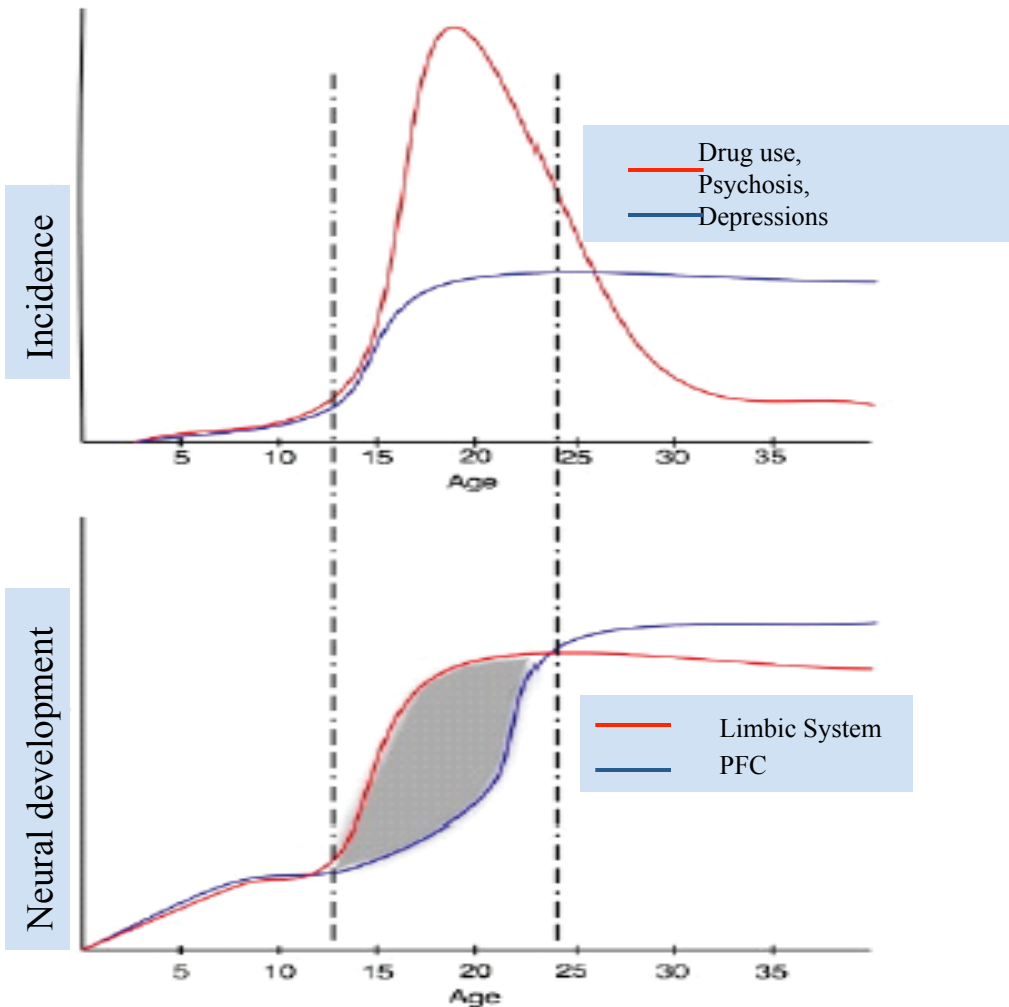 Incidence
Drug use,
Psychosis,
Depressions
5 10 15 20 25 30 35
Age
Neural development
Limbic System
PFC
5 10 15 20 25 30 35
Age